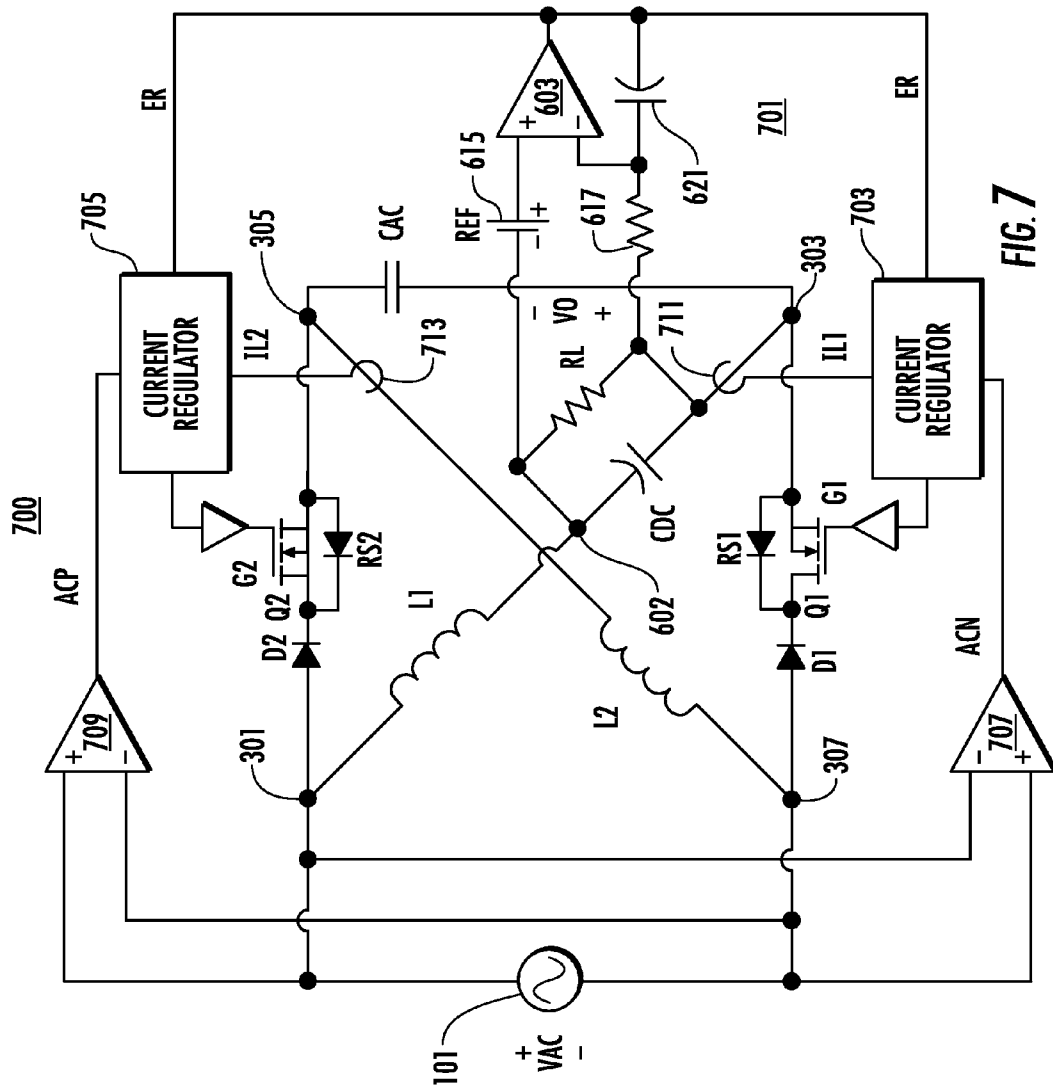 700
ACP
705
CURRENT
REGULATOR
ER
709
+
-
G2
Q2
D2
RS2
IL2
305
713
CAC
REF
615
-
+
603
+
-
301
L1
-
VO
+
RL
617
621
701
101
+
VAC
-
602
CDC
711
303
L2
307
D1
Q1
RS1
G1
IL1
703
CURRENT
REGULATOR
ER
ACN
707
-
+
FIG. 7